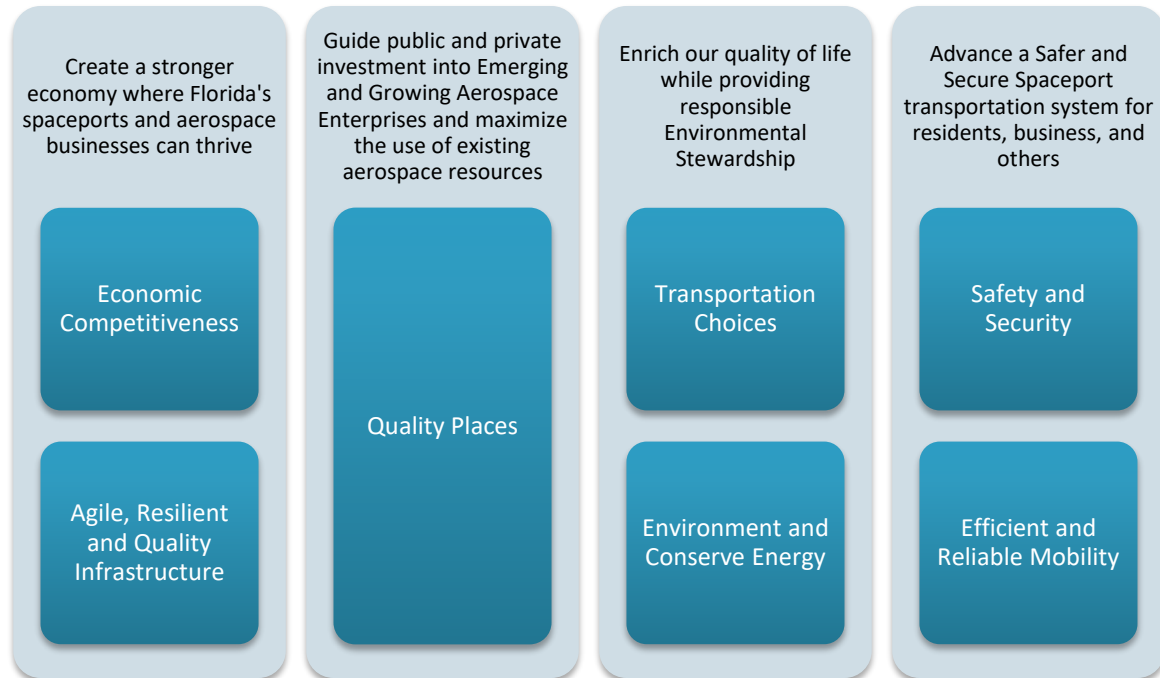 Create a stronger
economy where Florida's
spaceports and aerospace
businesses can thrive
Economic
Competitiveness
Agile, Resilient
and Quality
Infrastructure
Guide public and private
investment into Emerging
and Growing Aerospace
Enterprises and maximize
the use of existing
aerospace resources
Quality Places
Enrich our quality of life
while providing
responsible
Environmental
Stewardship
Transportation
Choices
Environment and
Conserve Energy
Advance a Safer and
Secure Spaceport
transportation system for
residents, business, and
others
Safety and
Security
Efficient and
Reliable Mobility